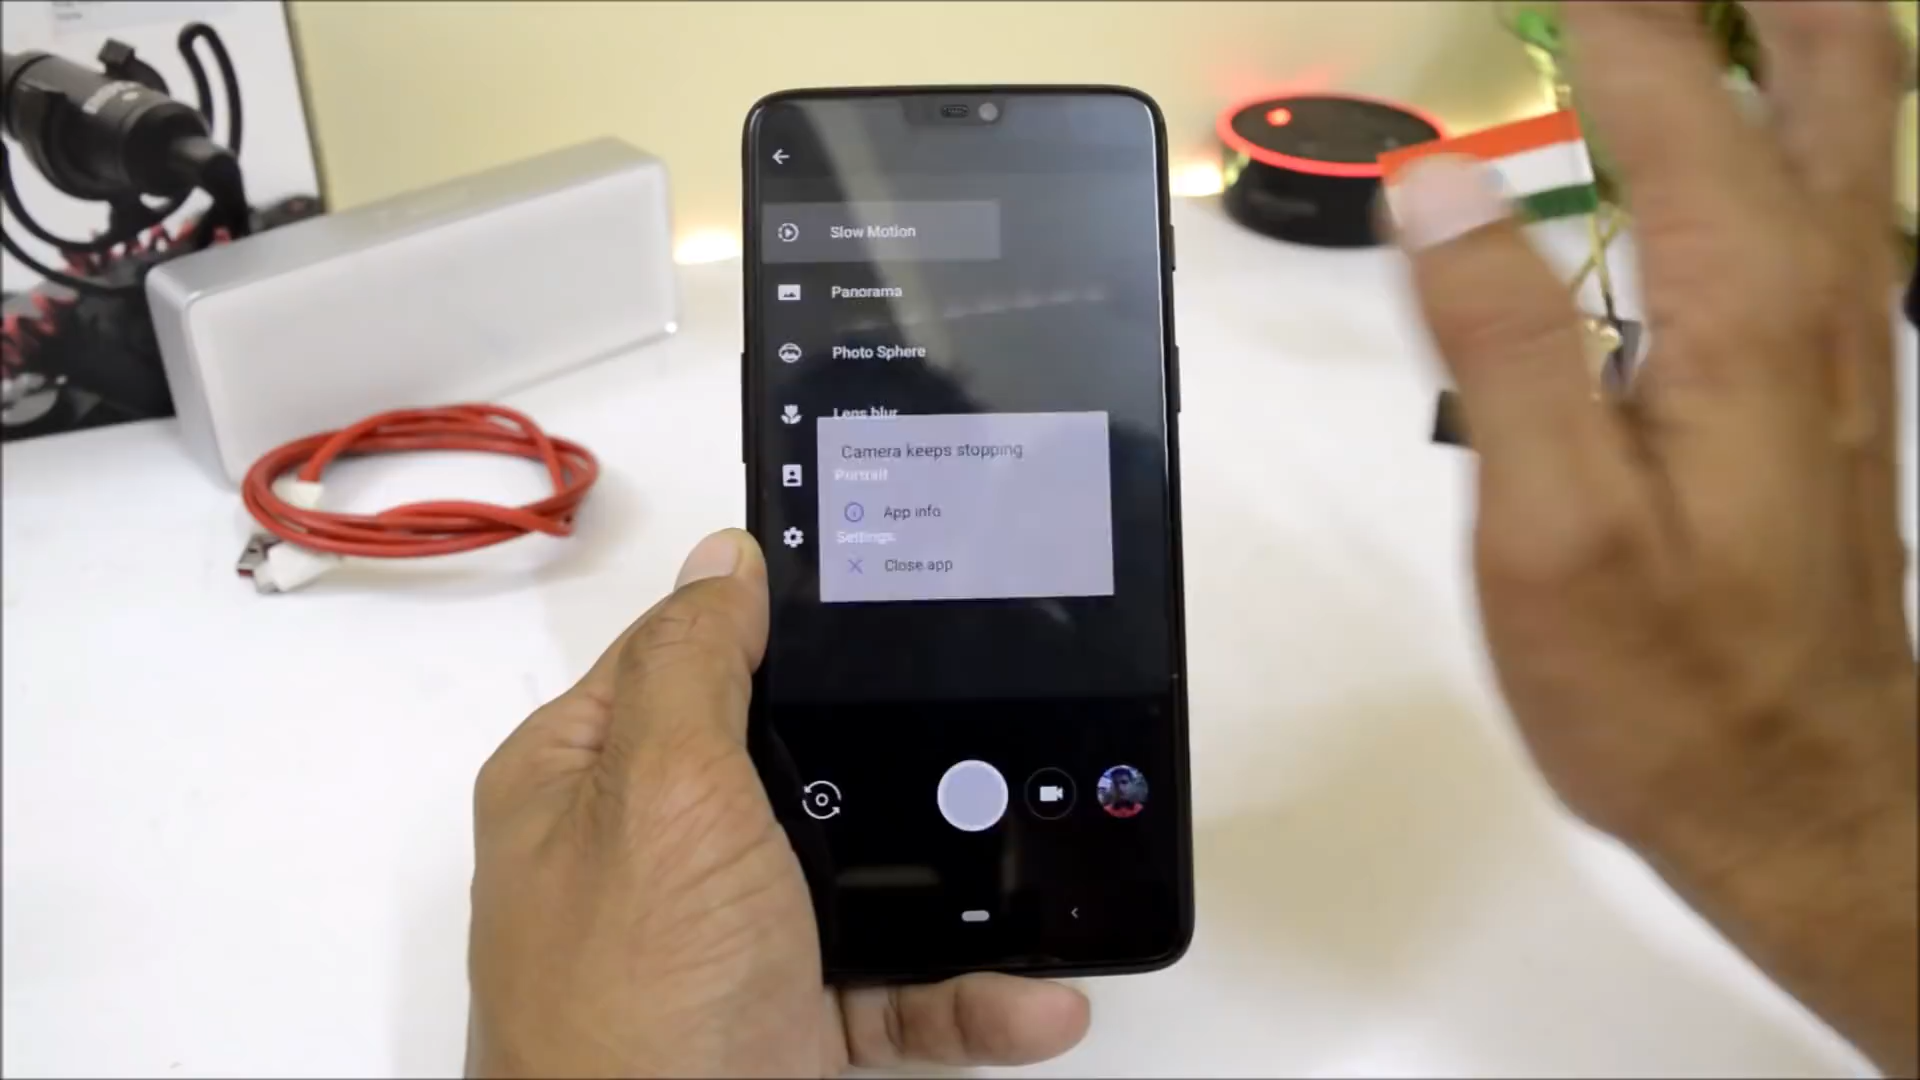 Slow Motion
Panorama
Photo Sphere
Lens blur
Camera keeps stopping
Portrait
App info
Settings
Close app